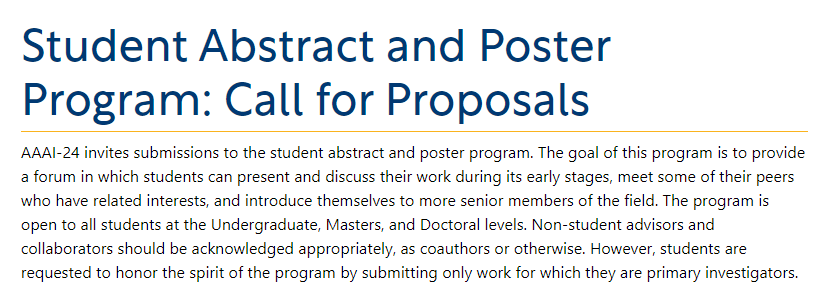 Student Abstract and Poster
Program: Call for Proposals
AAAI-24 invites submissions to the student abstract and poster program. The goal of this program is to provide
a forum in which students can present and discuss their work during its early stages, meet some of their peers
who have related interests, and introduce themselves to more senior members of the field. The program is
open to all students at the Undergraduate, Masters, and Doctoral levels. Non-student advisors and
collaborators should be acknowledged appropriately, as coauthors or otherwise. However, students are
requested to honor the spirit of the program by submitting only work for which they are primary investigators.